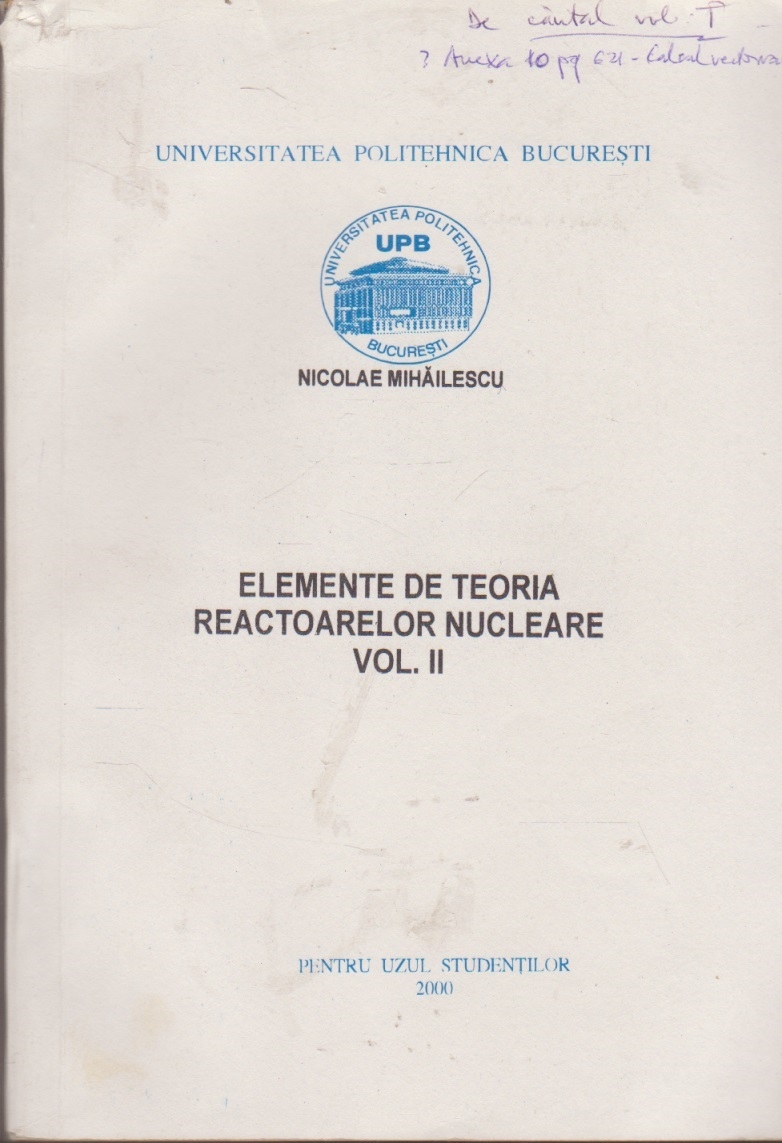 De căutat vol. I
? Anexa 10 pg 621 - Calcul vectorial
UNIVERSITATEA POLITEHNICA BUCUREȘTI
UNIVERSITATEA POLITEHNICA
UPB
BUCUREȘTI
NICOLAE MIHĂILESCU
ELEMENTE DE TEORIA
REACTOARELOR NUCLEARE
VOL. II
PENTRU UZUL STUDENȚILOR
2000